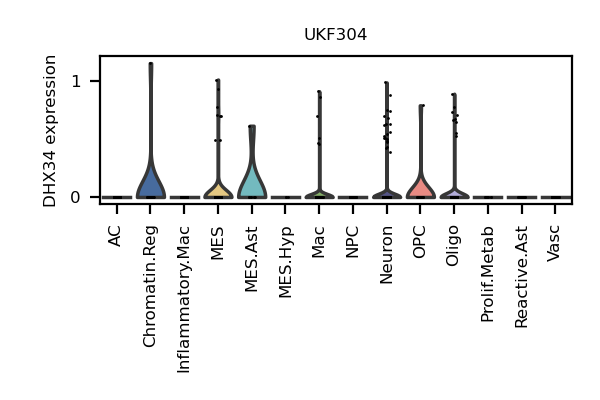 UKF304
DHX34 expression
1
0
AC
Chromatin.Reg
Inflammatory.Mac
MES
MES.Ast
MES.Hyp
Mac
NPC
Neuron
OPC
Oligo
Prolif.Metab
Reactive.Ast
Vasc